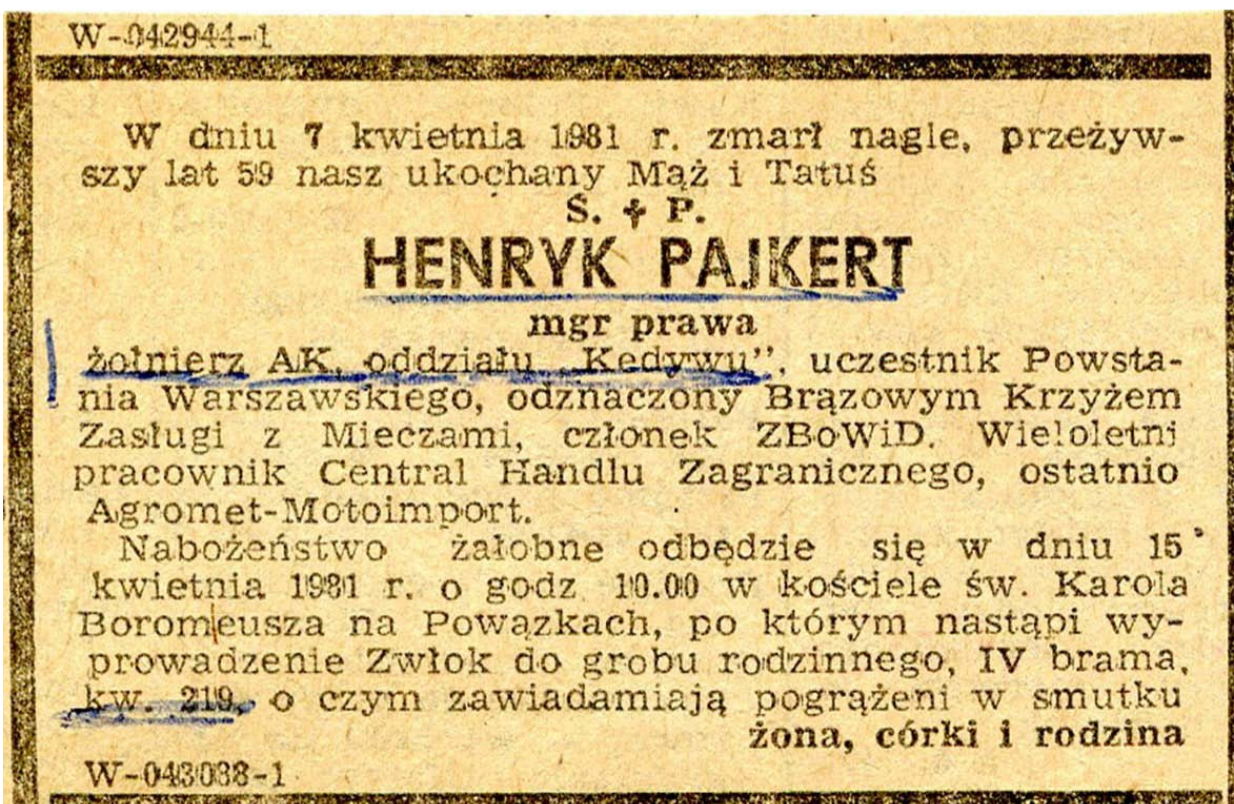 W-042944-1
W dniu 7 kwietnia 1981 r. zmarł nagle, przeżyw-
szy lat 59 nasz ukochany Mąż i Tatuś
Ś. ✝ P.
HENRYK PAJKERT
mgr prawa
żołnierz AK, oddziału „Kedywu”, uczestnik Powsta-
nia Warszawskiego, odznaczony Brązowym Krzyżem
Zasługi z Mieczami, członek ZBoWiD. Wieloletni
pracownik Central Handlu Zagranicznego, ostatnio
Agromet-Motoimport.
Nabożeństwo żałobne odbędzie się w dniu 15
kwietnia 1981 r. o godz. 10.00 w kościele św. Karola
Boromeusza na Powązkach, po którym nastąpi wy-
prowadzenie Zwłok do grobu rodzinnego, IV brama,
kw. 219, o czym zawiadamiają pogrążeni w smutku
żona, córki i rodzina
W-043038-1